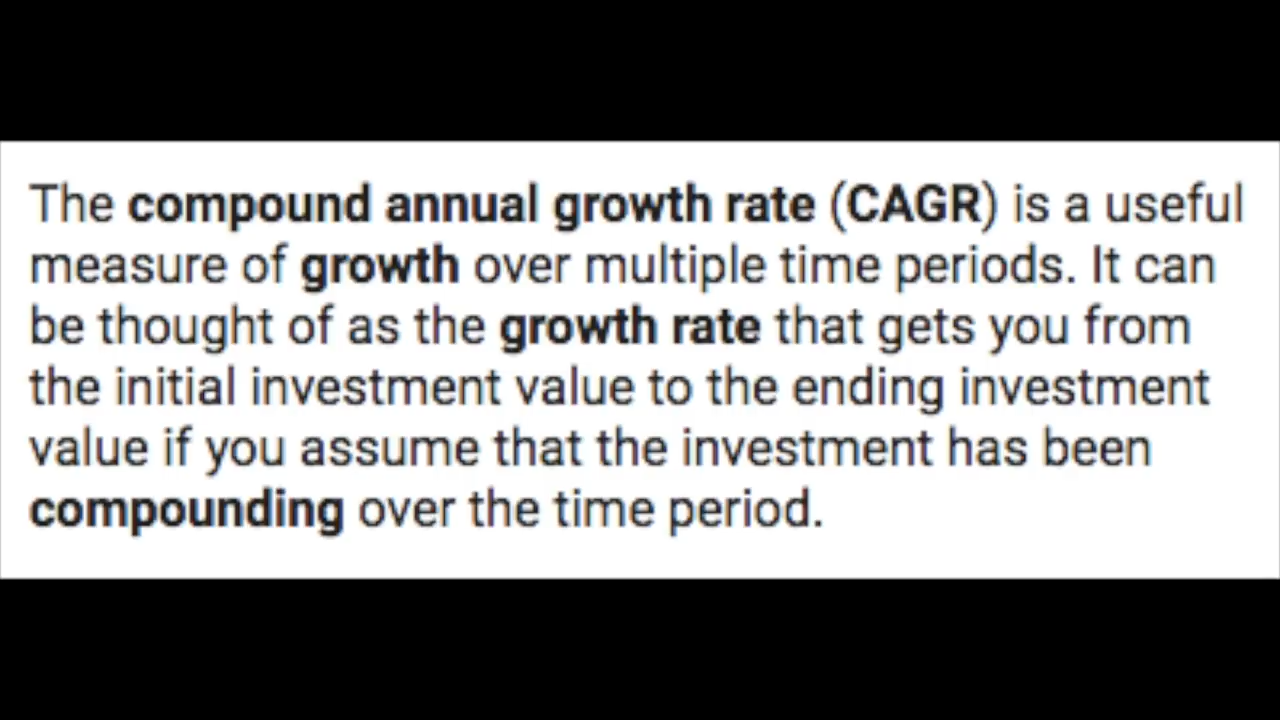 The compound annual growth rate (CAGR) is a useful
measure of growth over multiple time periods. It can
be thought of as the growth rate that gets you from
the initial investment value to the ending investment
value if you assume that the investment has been
compounding over the time period.